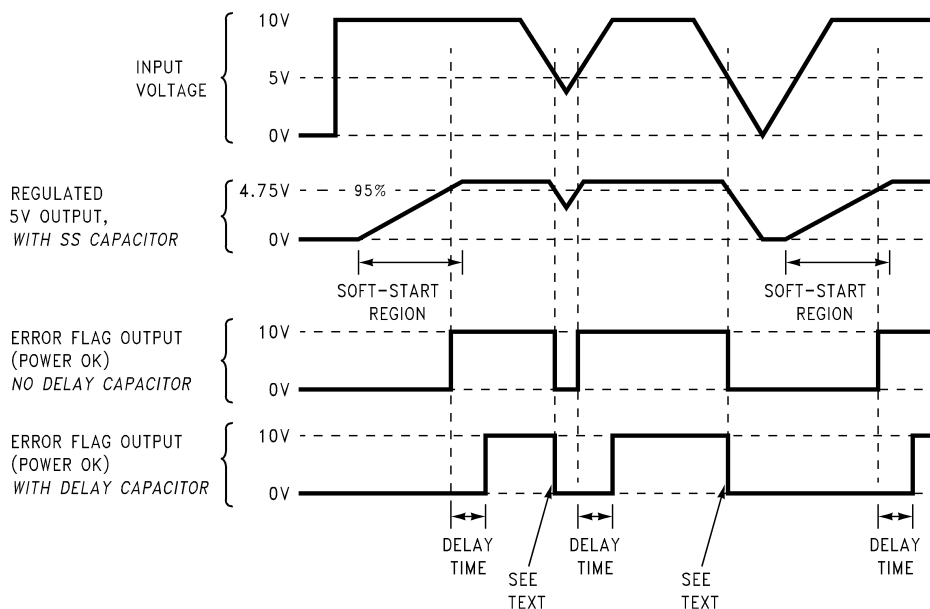 10V
INPUT
VOLTAGE
5V
0V
REGULATED
5V OUTPUT,
WITH SS CAPACITOR
4.75V
95%
0V
SOFT-START
REGION
SOFT-START
REGION
ERROR FLAG OUTPUT
(POWER OK)
NO DELAY CAPACITOR
10V
0V
ERROR FLAG OUTPUT
(POWER OK)
WITH DELAY CAPACITOR
10V
0V
DELAY
TIME
SEE
TEXT
DELAY
TIME
SEE
TEXT
DELAY
TIME